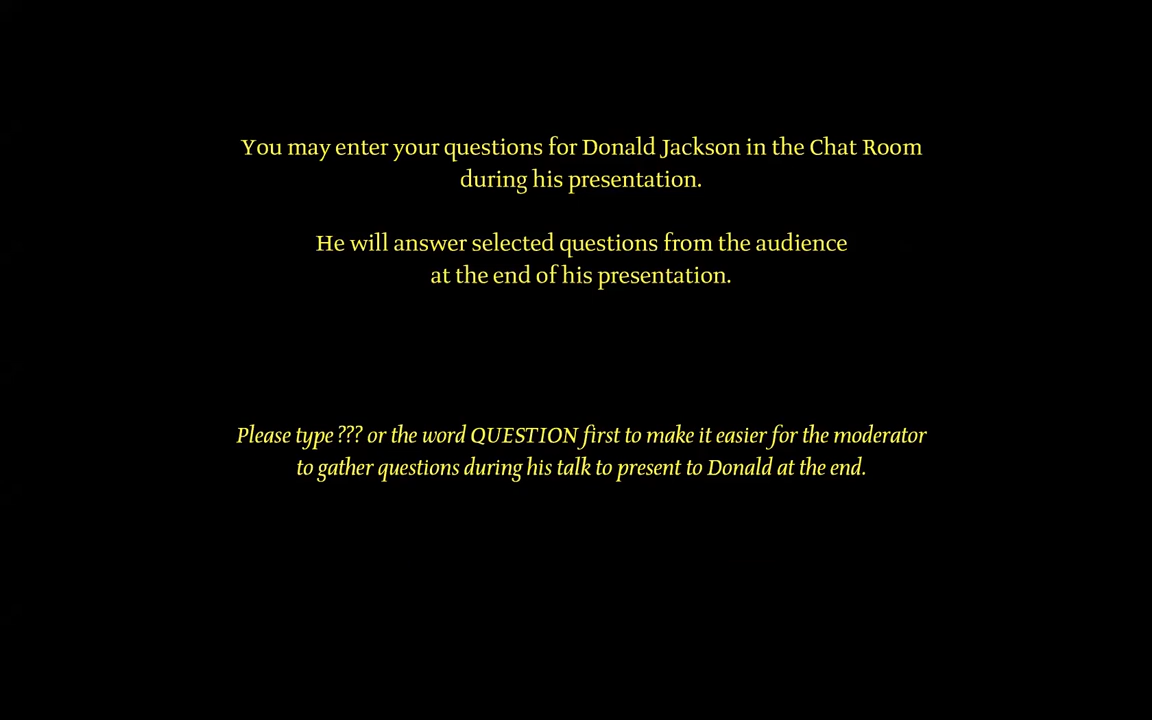 You may enter your questions for Donald Jackson in the Chat Room
during his presentation.
He will answer selected questions from the audience
at the end of his presentation.
Please type ??? or the word QUESTION first to make it easier for the moderator
to gather questions during his talk to present to Donald at the end.